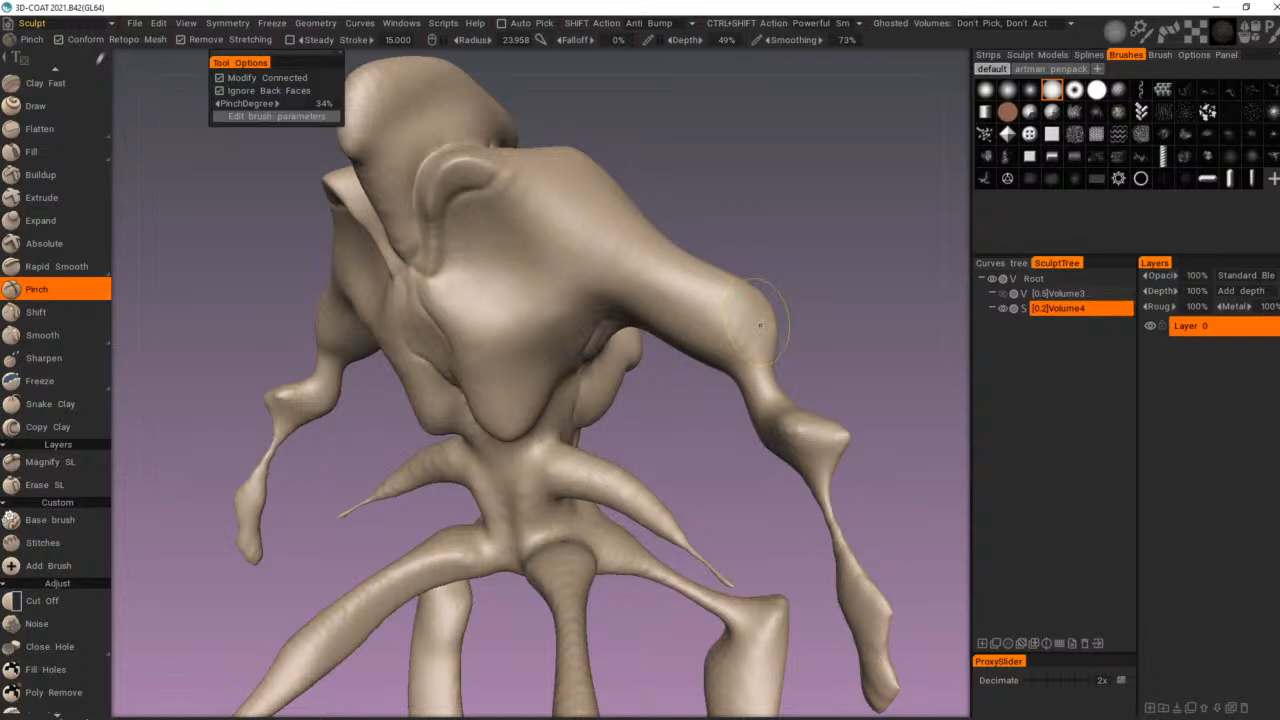 3D-COAT 2021.B42(GL64)
Sculpt File Edit View Symmetry Freeze Geometry Curves Windows Scripts Help Auto Pick SHIFT Action Anti Bump CTRL+SHIFT Action Powerful Sm Ghosted Volumes: Don't Pick, Don't Act
Pinch Conform Retopo Mesh Remove Stretching Steady Stroke 15.000 Radius 23.958 Falloff 0% Depth 49% Smoothing 73%
Tool Options
Modify Connected
Ignore Back Faces
PinchDegree 34%
Edit brush parameters
Clay Fast
Draw
Flatten
Fill
Buildup
Extrude
Expand
Absolute
Rapid Smooth
Pinch
Shift
Smooth
Sharpen
Freeze
Snake Clay
Copy Clay
Layers
Magnify SL
Erase SL
Custom
Base brush
Stitches
Add Brush
Adjust
Cut Off
Noise
Close Hole
Fill Holes
Poly Remove
Strips Sculpt Models Splines Brushes Brush Options Panel
default artman penpack +
Curves tree SculptTree
V Root
V [0.5]Volume3
S [0.2]Volume4
ProxySlider
Decimate 2x
Layers
Opaci 100% Standard Ble
Depth 100% Add depth
Roug 100% Metal 100%
Layer 0